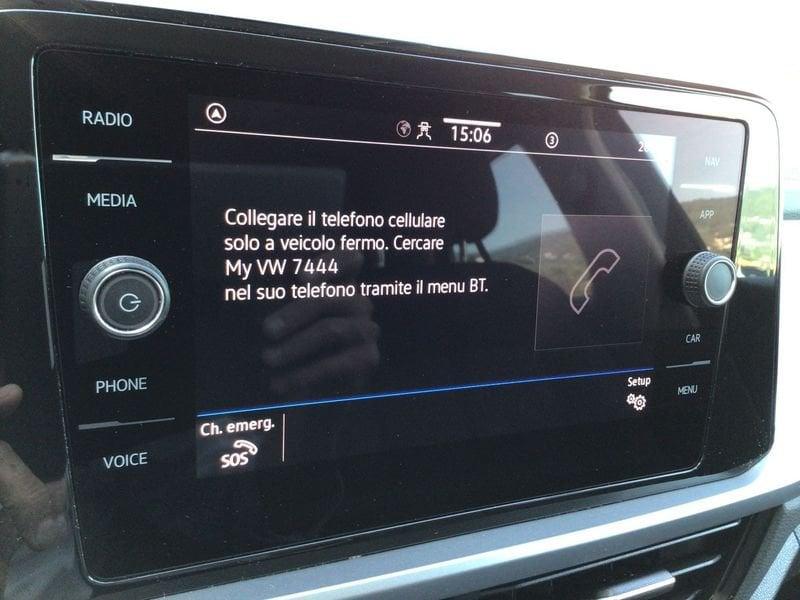 RADIO
MEDIA
PHONE
VOICE
15:06
3
Collegare il telefono cellulare
solo a veicolo fermo. Cercare
My VW 7444
nel suo telefono tramite il menu BT.
Setup
Ch. emerg.
SOS
NAV
APP
CAR
MENU